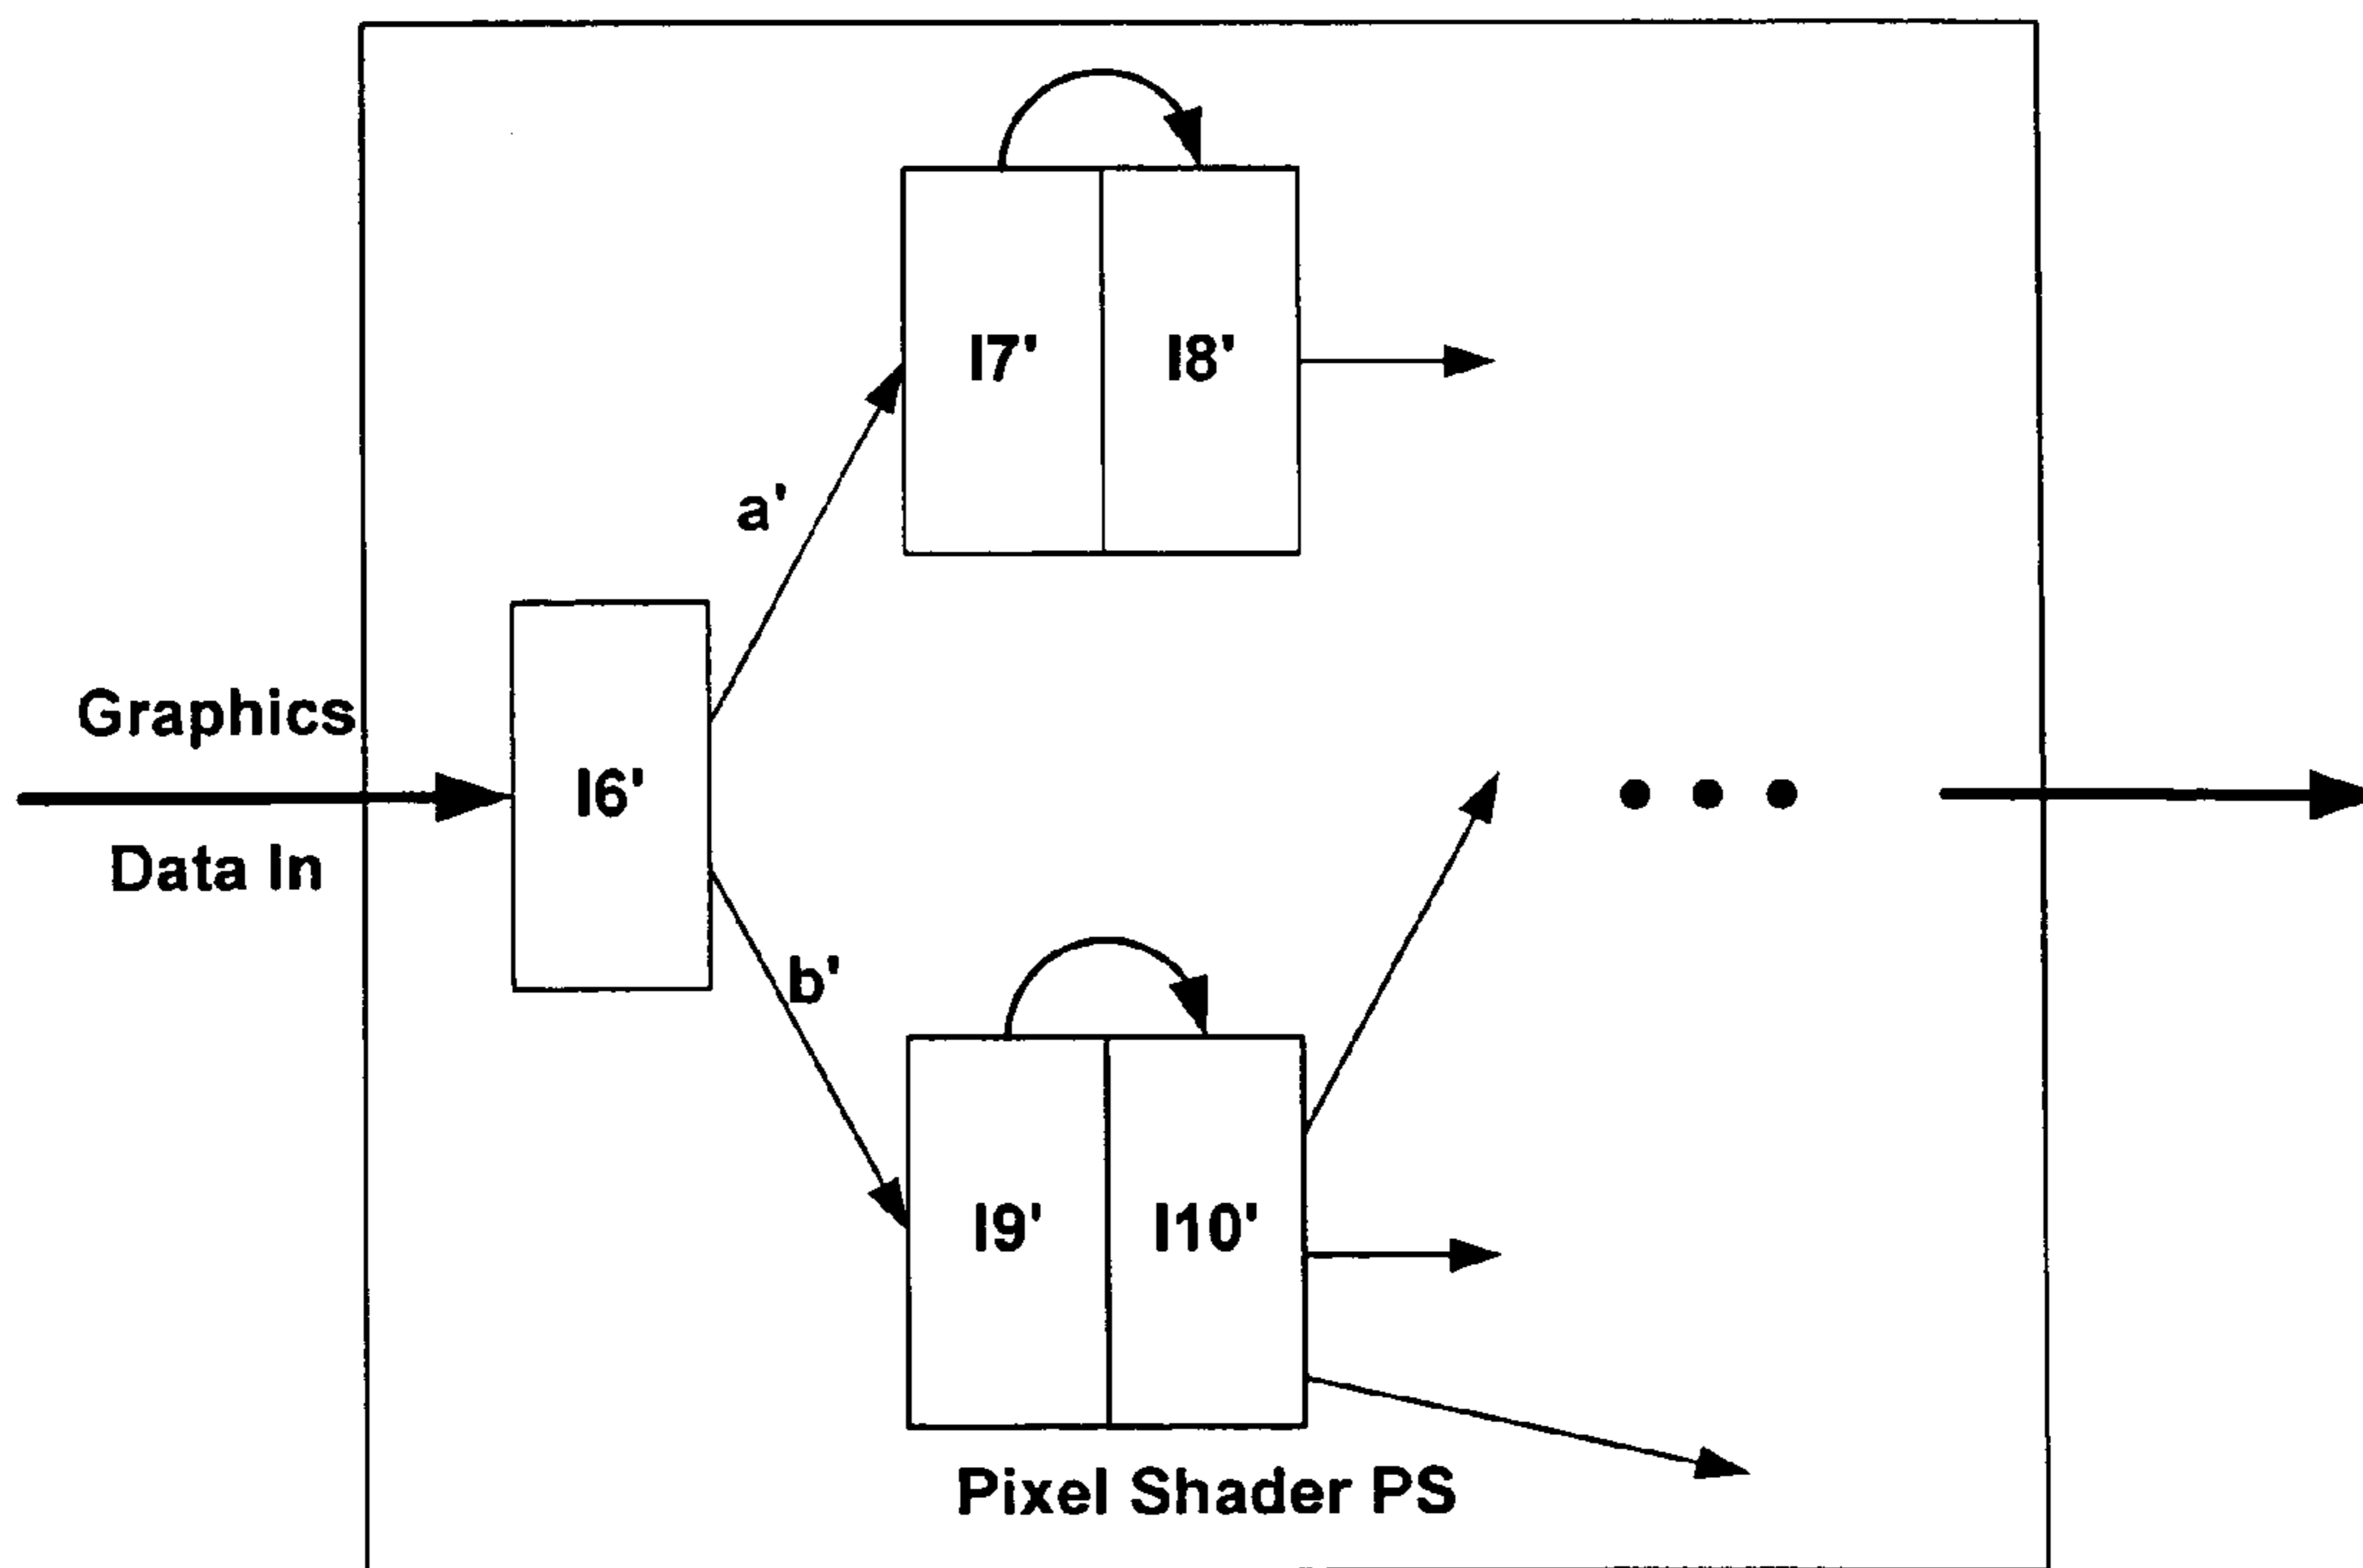 I7'
I8'
a'
Graphics
I6'
Data In
b'
I9'
I10'
Pixel Shader PS